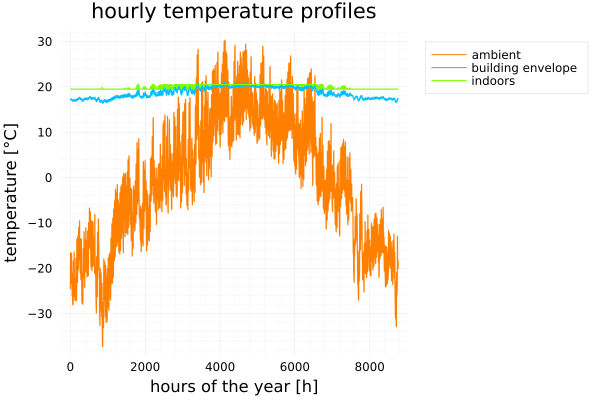 hourly temperature profiles
temperature [°C]
30
20
10
0
−10
−20
−30
0 2000 4000 6000 8000
hours of the year [h]
ambient
building envelope
indoors